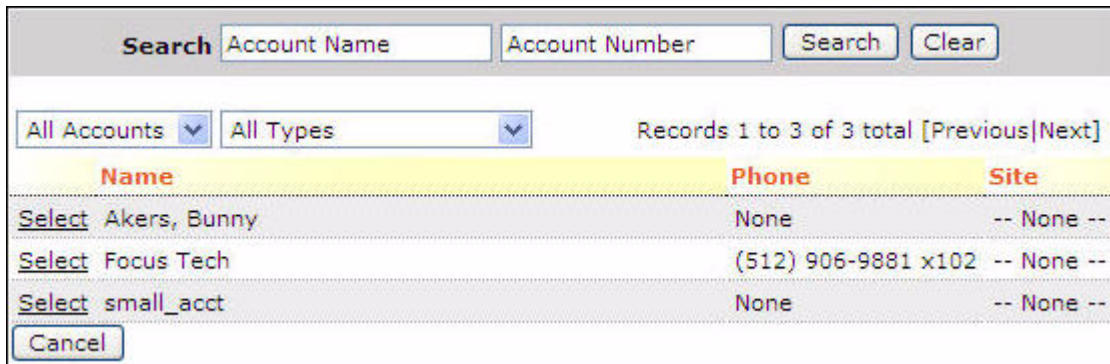 Search Account Name Account Number Search Clear
All Accounts All Types Records 1 to 3 of 3 total [Previous|Next]
Name Phone Site
Select Akers, Bunny None -- None --
Select Focus Tech (512) 906-9881 x102 -- None --
Select small_acct None -- None --
Cancel